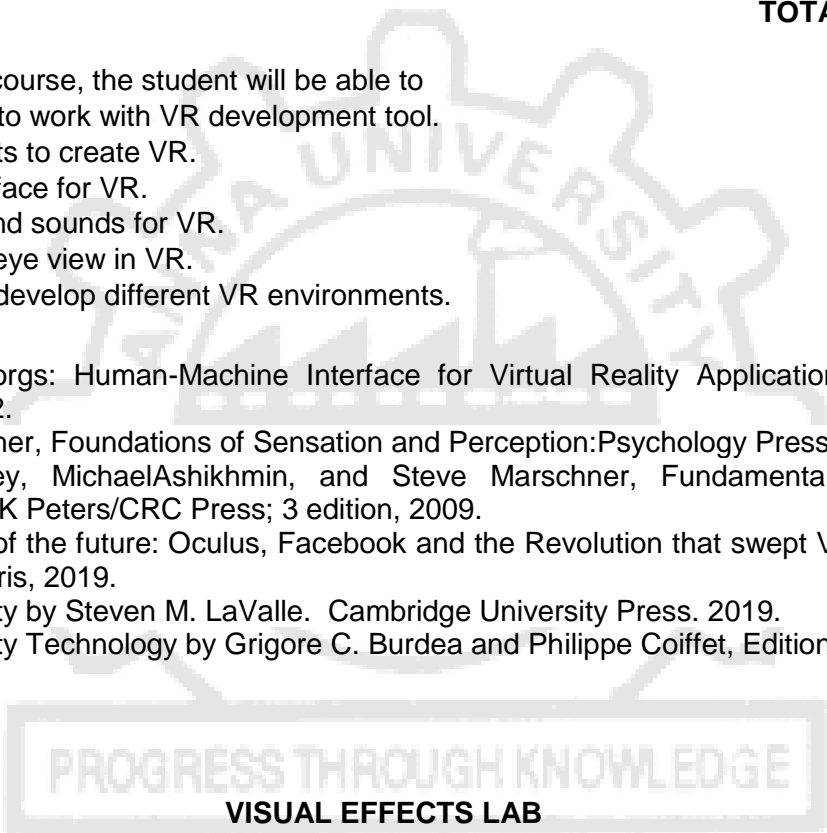 TOTA
course, the student will be able to
to work with VR development tool.
ts to create VR.
face for VR.
nd sounds for VR.
eye view in VR.
develop different VR environments.
ANNA UNIVERSITY
orgs: Human-Machine Interface for Virtual Reality Application
2.
ner, Foundations of Sensation and Perception:Psychology Press
ey, MichaelAshikhmin, and Steve Marschner, Fundamenta
K Peters/CRC Press; 3 edition, 2009.
of the future: Oculus, Facebook and the Revolution that swept V
ris, 2019.
ty by Steven M. LaValle. Cambridge University Press. 2019.
ty Technology by Grigore C. Burdea and Philippe Coiffet, Edition
PROGRESS THROUGH KNOWLEDGE
VISUAL EFFECTS LAB